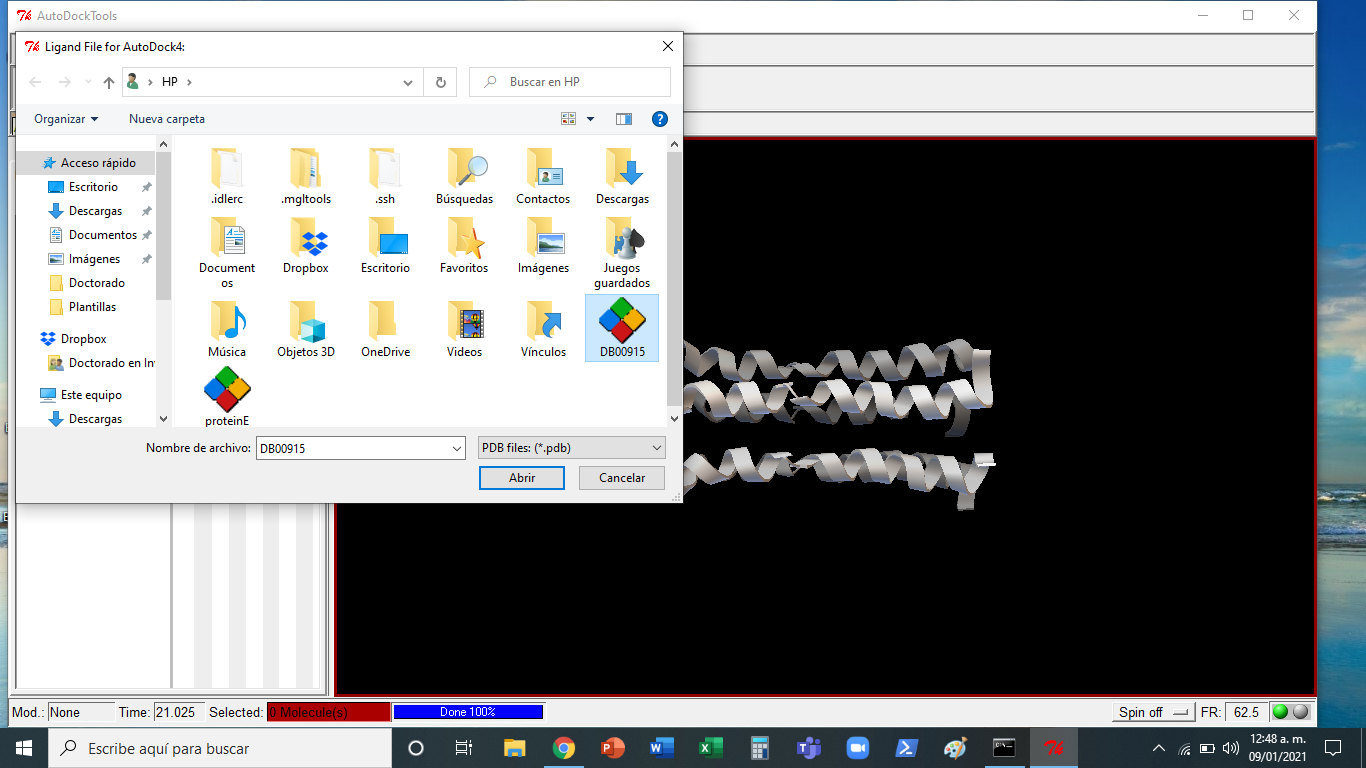 AutoDockTools
Ligand File for AutoDock4:
HP
Buscar en HP
Organizar
Nueva carpeta
Acceso rápido
Escritorio
Descargas
Documentos
Imágenes
Doctorado
Plantillas
Dropbox
Doctorado en In
Este equipo
Descargas
.idlerc
.mgltools
.ssh
Búsquedas
Contactos
Descargas
Document
os
Dropbox
Escritorio
Favoritos
Imágenes
Juegos
guardados
Música
Objetos 3D
OneDrive
Videos
Vínculos
DB00915
proteinE
Nombre de archivo:
DB00915
PDB files: (*.pdb)
Abrir
Cancelar
Mod.: None Time: 21.025 Selected: 0 Molecule(s) Done 100% Spin off FR: 62.5
Escribe aquí para buscar
12:48 a. m.
09/01/2021